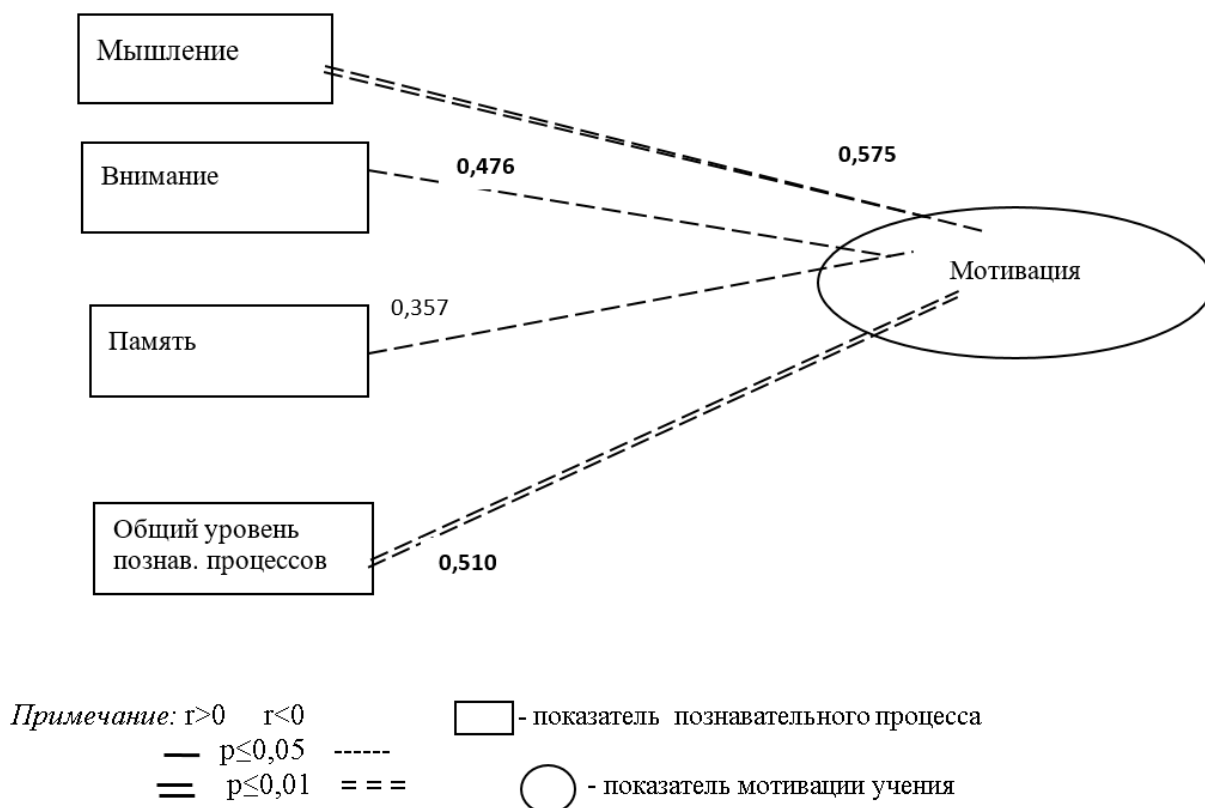 Мышление
0,575
0,476
Внимание
Мотивация
0,357
Память
Общий уровень
познав. процессов
0,510
Примечание: r>0 r<0
- показатель познавательного процесса
p≤0,05 ------
p≤0,01 = = =
- показатель мотивации учения